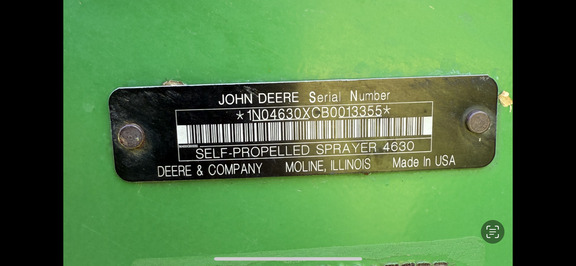 JOHN DEERE Serial Number
*1N04630XCB0013355*
SELF-PROPELLED SPRAYER 4630
DEERE & COMPANY MOLINE, ILLINOIS Made In USA